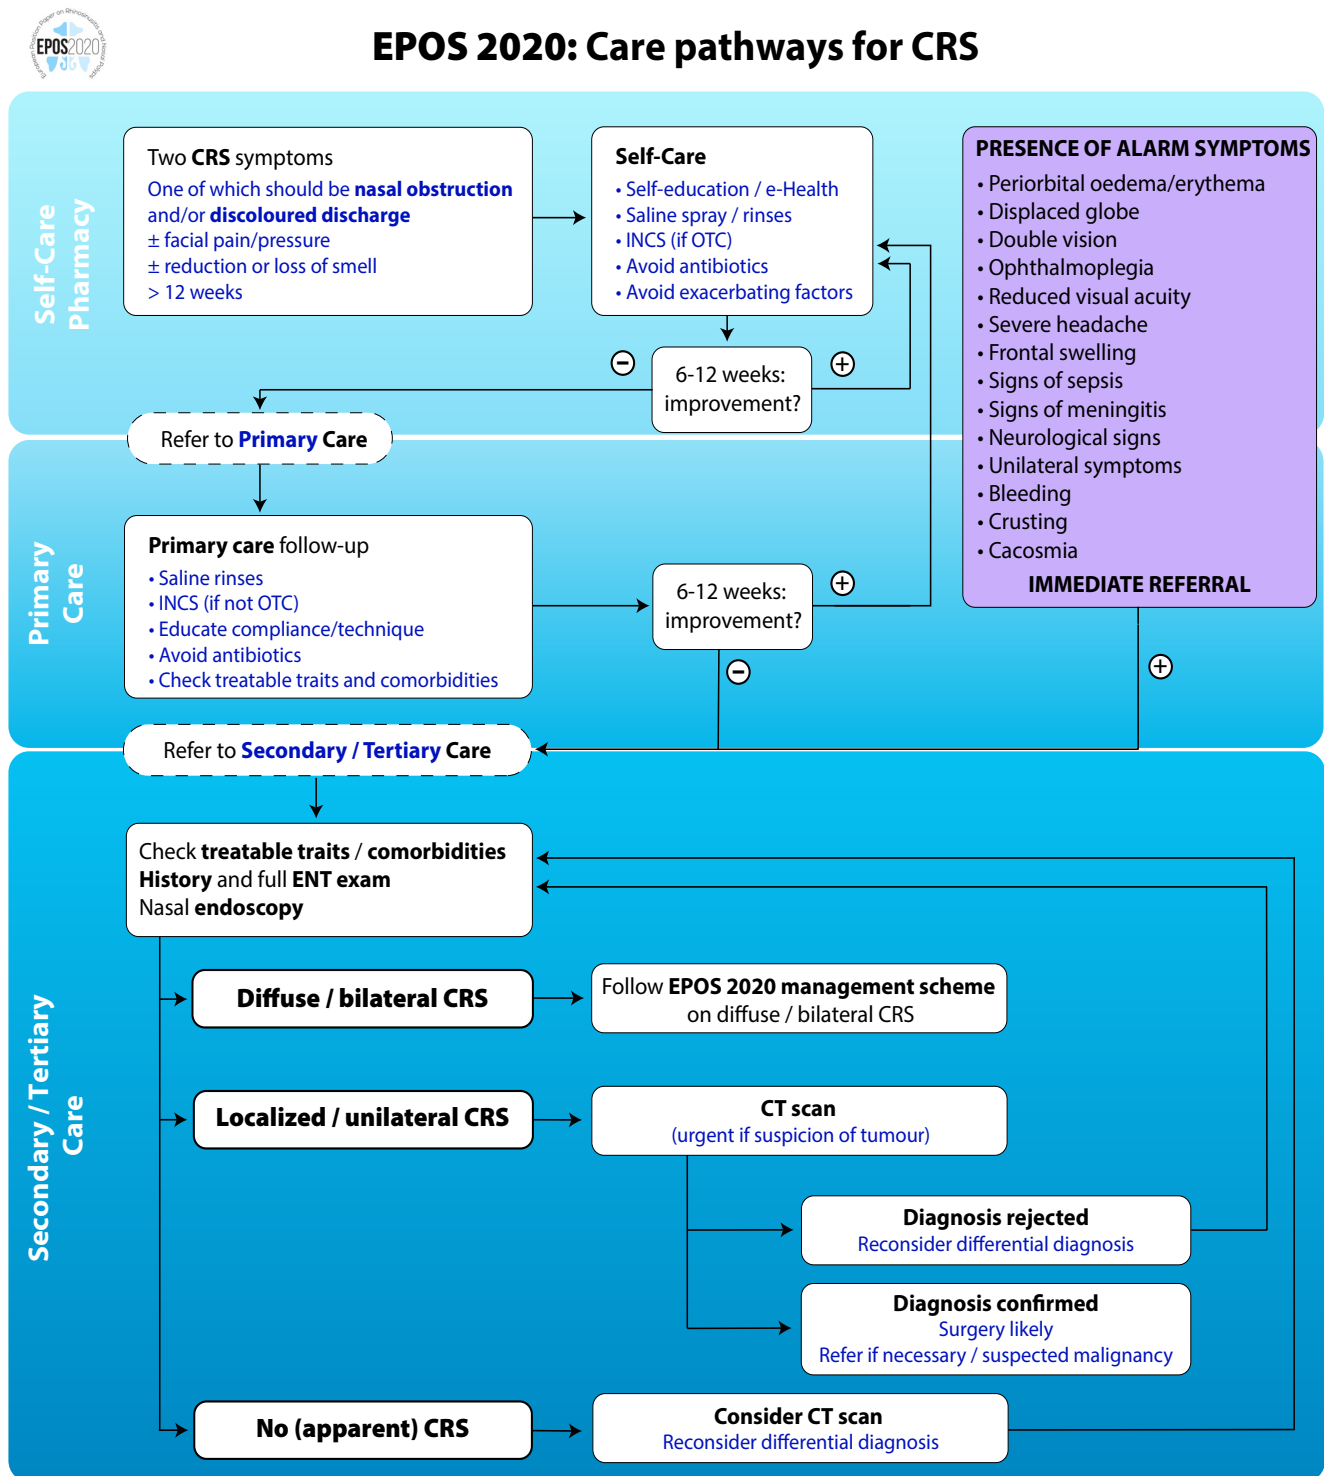 European Position Paper on Rhinosinusitis and Nasal Polyps
EPOS2020
EPOS 2020: Care pathways for CRS
Self-Care
Pharmacy
Two CRS symptoms
One of which should be nasal obstruction
and/or discoloured discharge
± facial pain/pressure
± reduction or loss of smell
> 12 weeks
Self-Care
• Self-education / e-Health
• Saline spray / rinses
• INCS (if OTC)
• Avoid antibiotics
• Avoid exacerbating factors
PRESENCE OF ALARM SYMPTOMS
• Periorbital oedema/erythema
• Displaced globe
• Double vision
• Ophthalmoplegia
• Reduced visual acuity
• Severe headache
• Frontal swelling
• Signs of sepsis
• Signs of meningitis
• Neurological signs
• Unilateral symptoms
• Bleeding
• Crusting
• Cacosmia
IMMEDIATE REFERRAL
−
6-12 weeks:
improvement?
+
Refer to Primary Care
Primary
Care
Primary care follow-up
• Saline rinses
• INCS (if not OTC)
• Educate compliance/technique
• Avoid antibiotics
• Check treatable traits and comorbidities
6-12 weeks:
improvement?
+
−
+
Refer to Secondary / Tertiary Care
Secondary / Tertiary
Care
Check treatable traits / comorbidities
History and full ENT exam
Nasal endoscopy
Diffuse / bilateral CRS
Follow EPOS 2020 management scheme
on diffuse / bilateral CRS
Localized / unilateral CRS
CT scan
(urgent if suspicion of tumour)
Diagnosis rejected
Reconsider differential diagnosis
Diagnosis confirmed
Surgery likely
Refer if necessary / suspected malignancy
No (apparent) CRS
Consider CT scan
Reconsider differential diagnosis